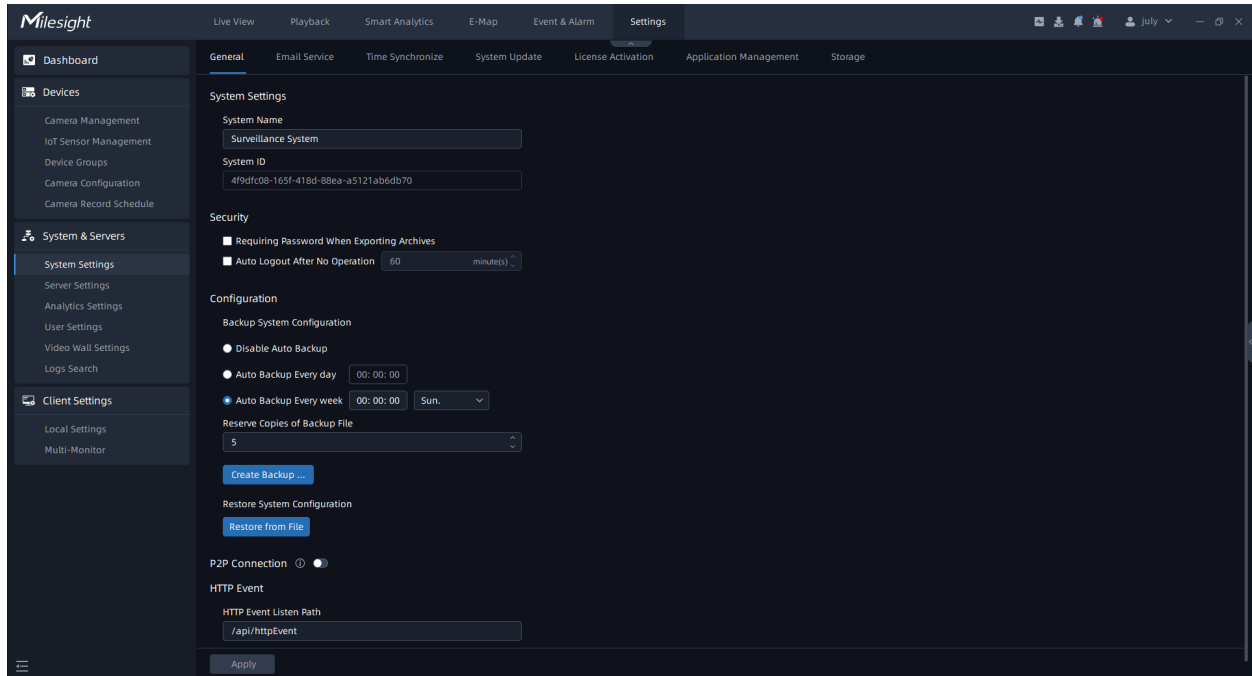 Milesight
Live View Playback Smart Analytics E-Map Event & Alarm Settings july
Dashboard
Devices
Camera Management
IoT Sensor Management
Device Groups
Camera Configuration
Camera Record Schedule
System & Servers
System Settings
Server Settings
Analytics Settings
User Settings
Video Wall Settings
Logs Search
Client Settings
Local Settings
Multi-Monitor
General Email Service Time Synchronize System Update License Activation Application Management Storage
System Settings
System Name
Surveillance System
System ID
4f9dfc08-165f-418d-88ea-a5121ab6db70
Security
Requiring Password When Exporting Archives
Auto Logout After No Operation 60 minute(s)
Configuration
Backup System Configuration
Disable Auto Backup
Auto Backup Every day 00: 00: 00
Auto Backup Every week 00: 00: 00 Sun.
Reserve Copies of Backup File
5
Create Backup ...
Restore System Configuration
Restore from File
P2P Connection
HTTP Event
HTTP Event Listen Path
/api/httpEvent
Apply